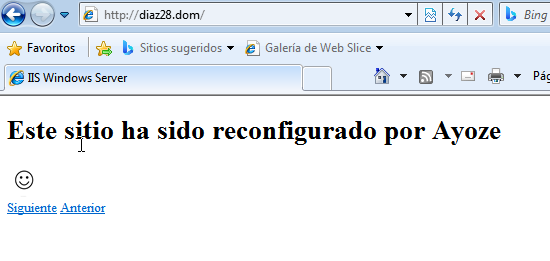 http://diaz28.dom/
Bing
Favoritos
Sitios sugeridos
Galería de Web Slice
IIS Windows Server
Pág
Este sitio ha sido reconfigurado por Ayoze
☺
Siguiente Anterior